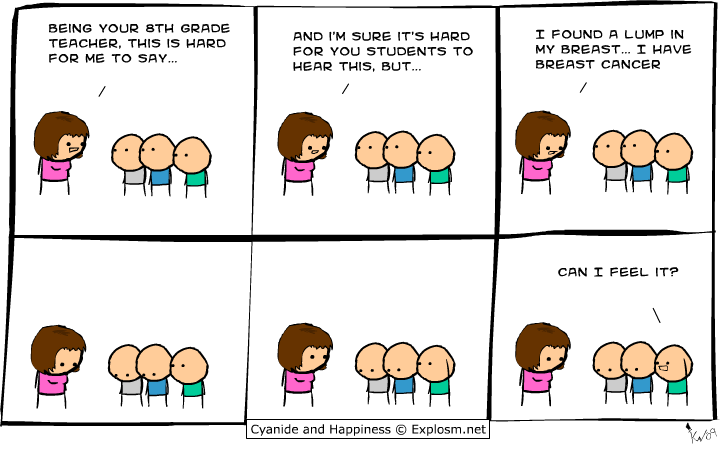 BEING YOUR 8TH GRADE
TEACHER, THIS IS HARD
FOR ME TO SAY...
AND I'M SURE IT'S HARD
FOR YOU STUDENTS TO
HEAR THIS, BUT...
I FOUND A LUMP IN
MY BREAST... I HAVE
BREAST CANCER
CAN I FEEL IT?
Cyanide and Happiness © Explosm.net